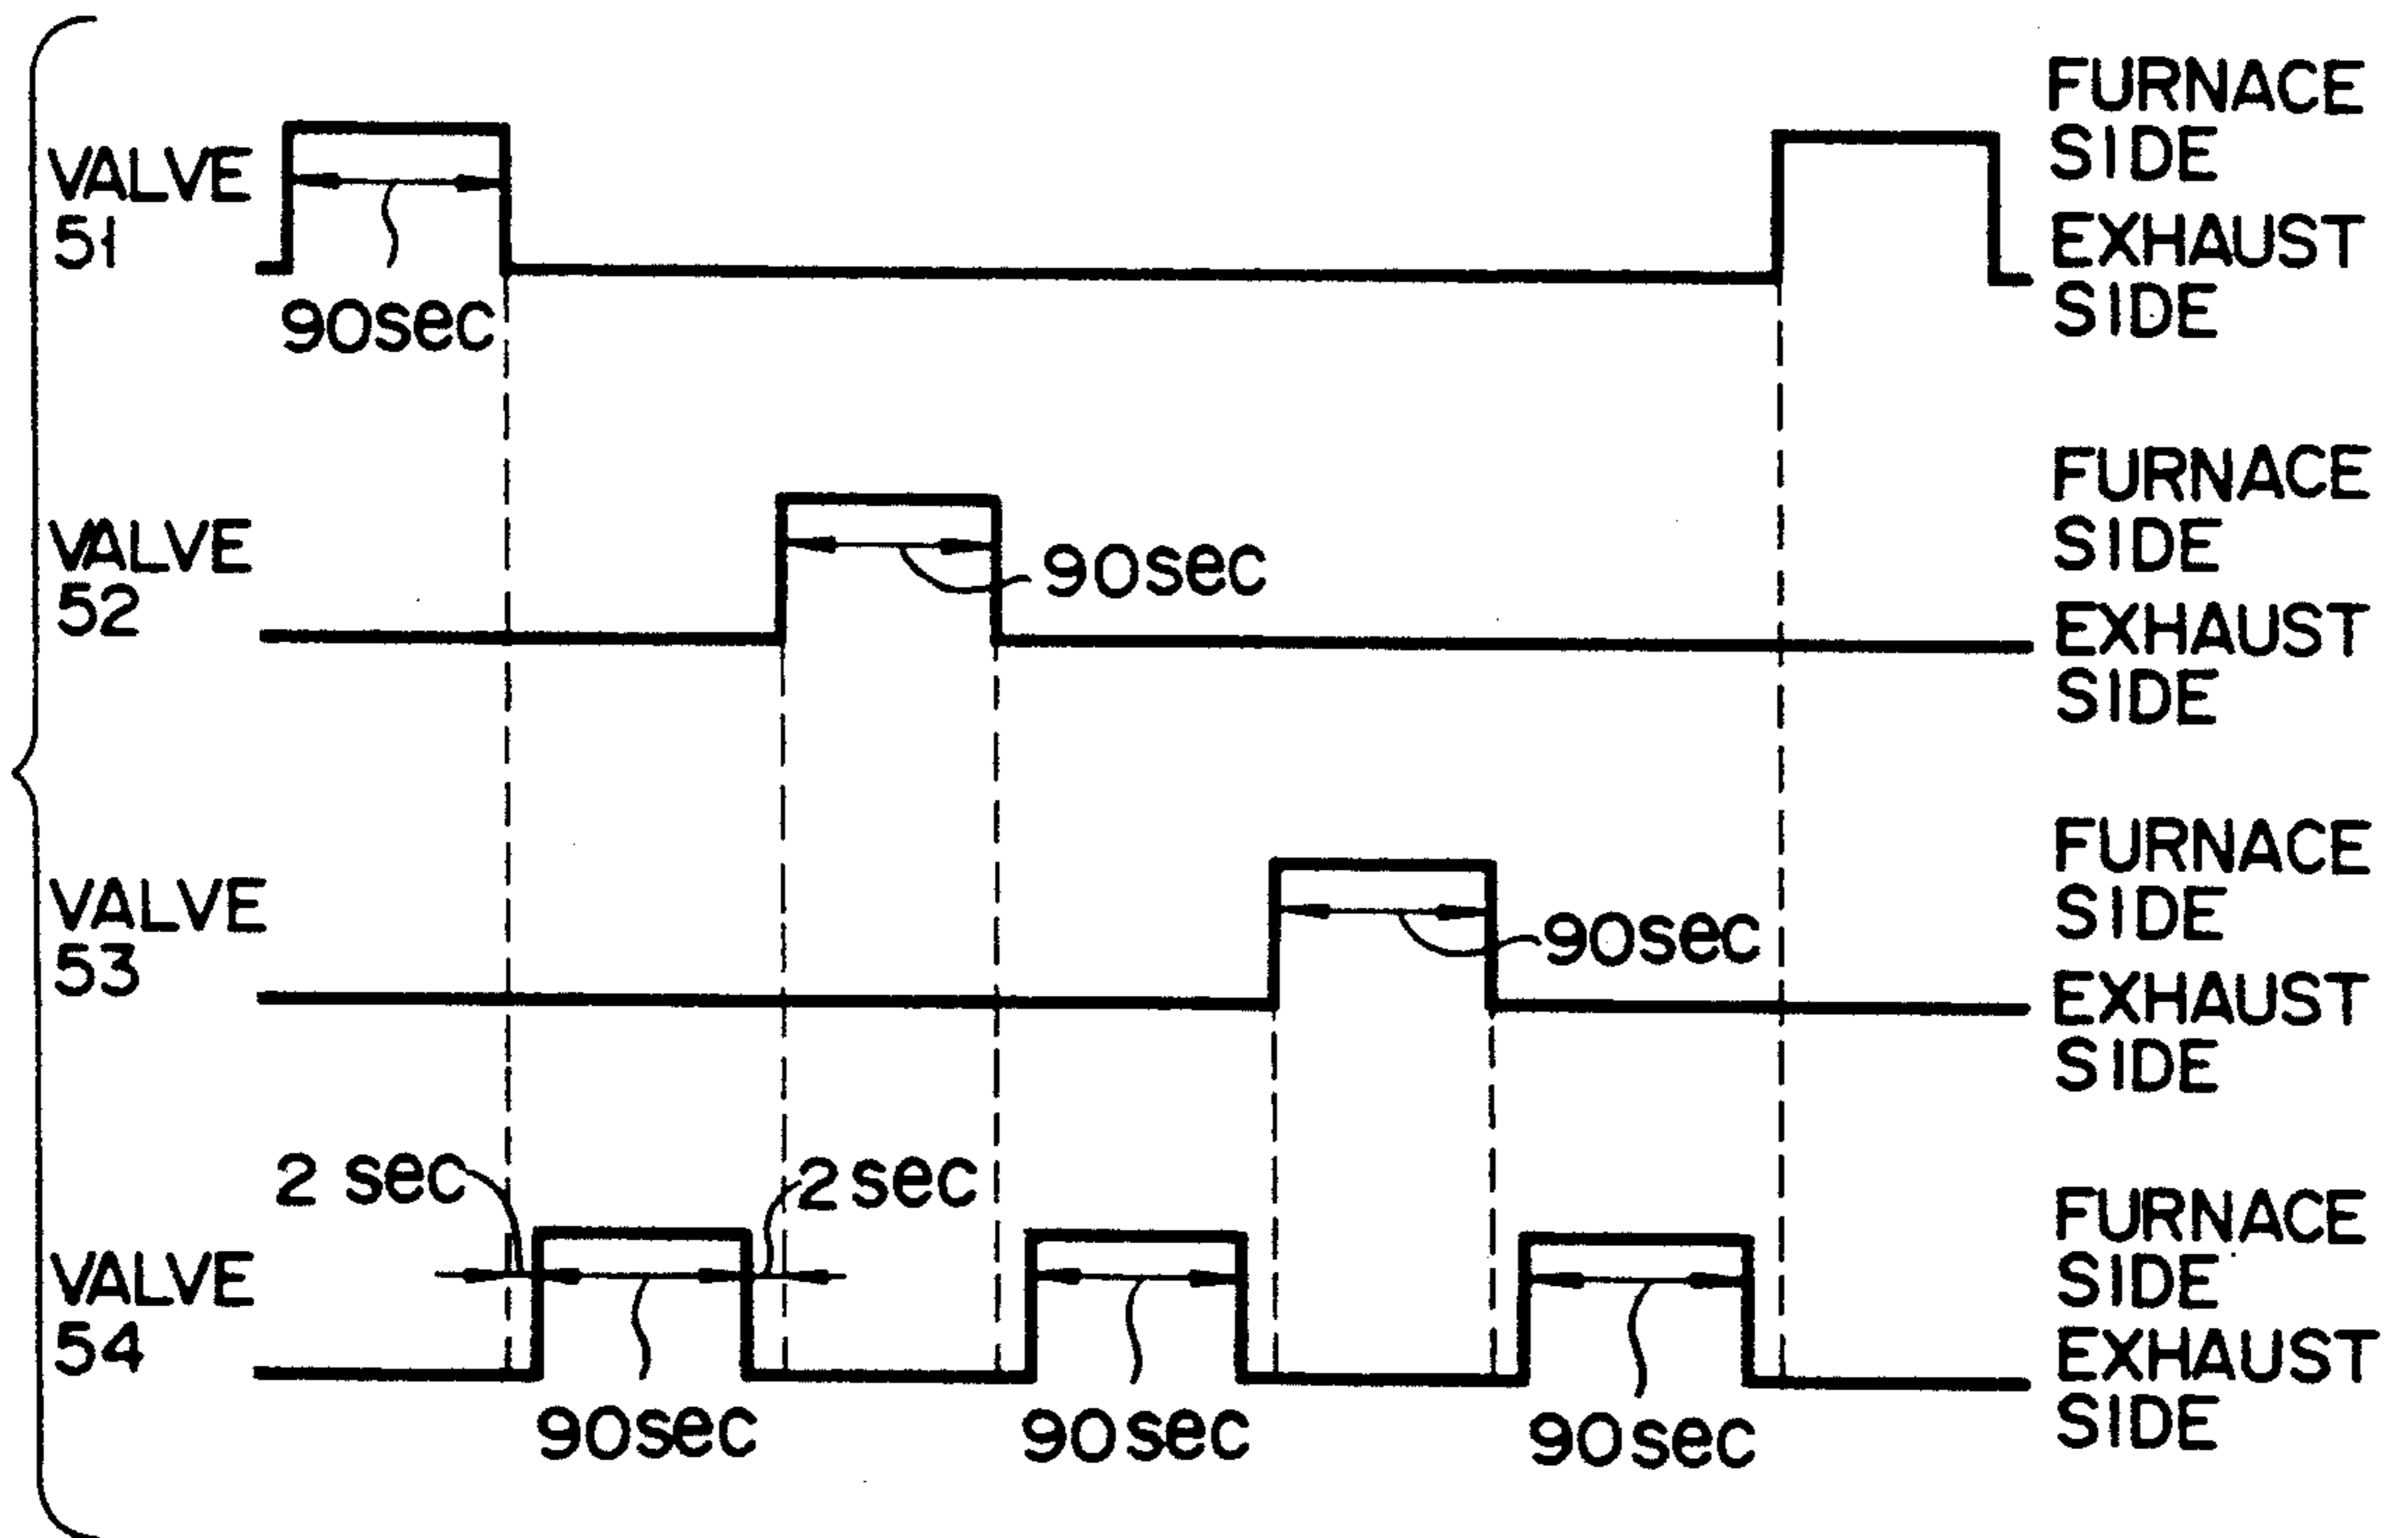 VALVE
51
90sec
FURNACE
SIDE
EXHAUST
SIDE
VALVE
52
90sec
FURNACE
SIDE
EXHAUST
SIDE
VALVE
53
90sec
FURNACE
SIDE
EXHAUST
SIDE
VALVE
54
2 sec
2 sec
90sec
90sec
90sec
FURNACE
SIDE
EXHAUST
SIDE